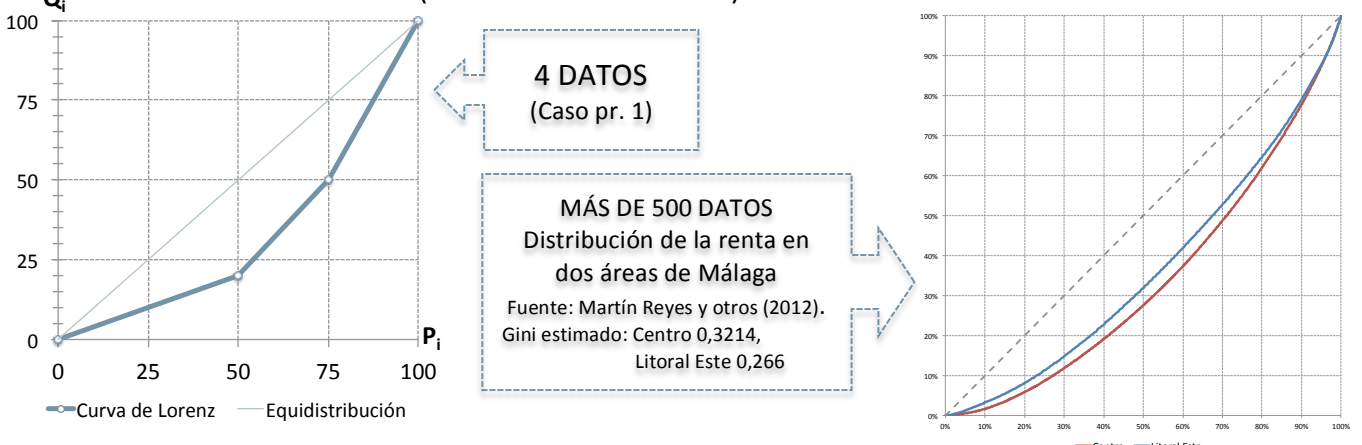 Qi
100
75
50
25
0
Pi
0 25 50 75 100
Curva de Lorenz Equidistribución
4 DATOS
(Caso pr. 1)
MÁS DE 500 DATOS
Distribución de la renta en
dos áreas de Málaga
Fuente: Martín Reyes y otros (2012).
Gini estimado: Centro 0,3214,
Litoral Este 0,266
100%
90%
80%
70%
60%
50%
40%
30%
20%
10%
0%
0% 10% 20% 30% 40% 50% 60% 70% 80% 90% 100%